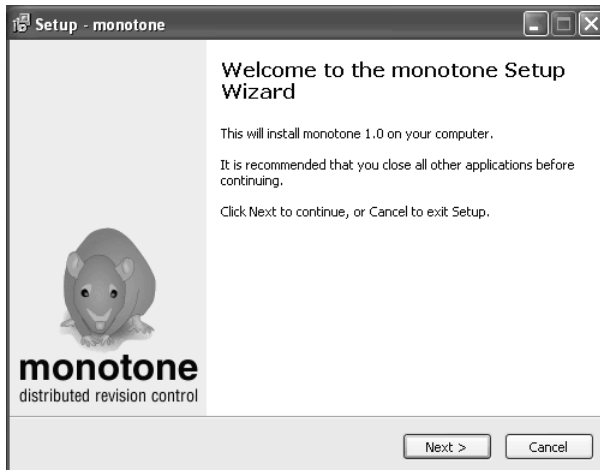 Setup - monotone
Welcome to the monotone Setup
Wizard
This will install monotone 1.0 on your computer.
It is recommended that you close all other applications before
continuing.
Click Next to continue, or Cancel to exit Setup.
monotone
distributed revision control
Next >
Cancel